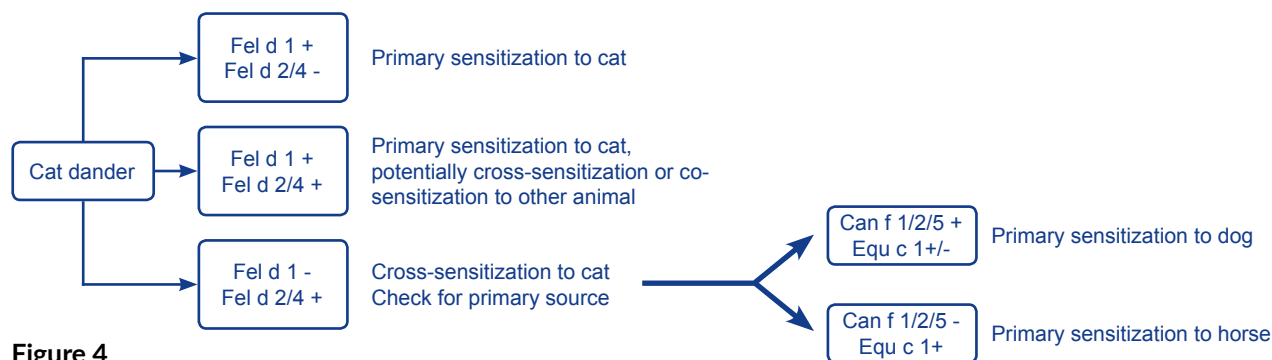 Cat dander
Fel d 1 +
Fel d 2/4 -
Primary sensitization to cat
Fel d 1 +
Fel d 2/4 +
Primary sensitization to cat,
potentially cross-sensitization or co-
sensitization to other animal
Fel d 1 -
Fel d 2/4 +
Cross-sensitization to cat
Check for primary source
Can f 1/2/5 +
Equ c 1+/-
Primary sensitization to dog
Can f 1/2/5 -
Equ c 1+
Primary sensitization to horse
Figure 4